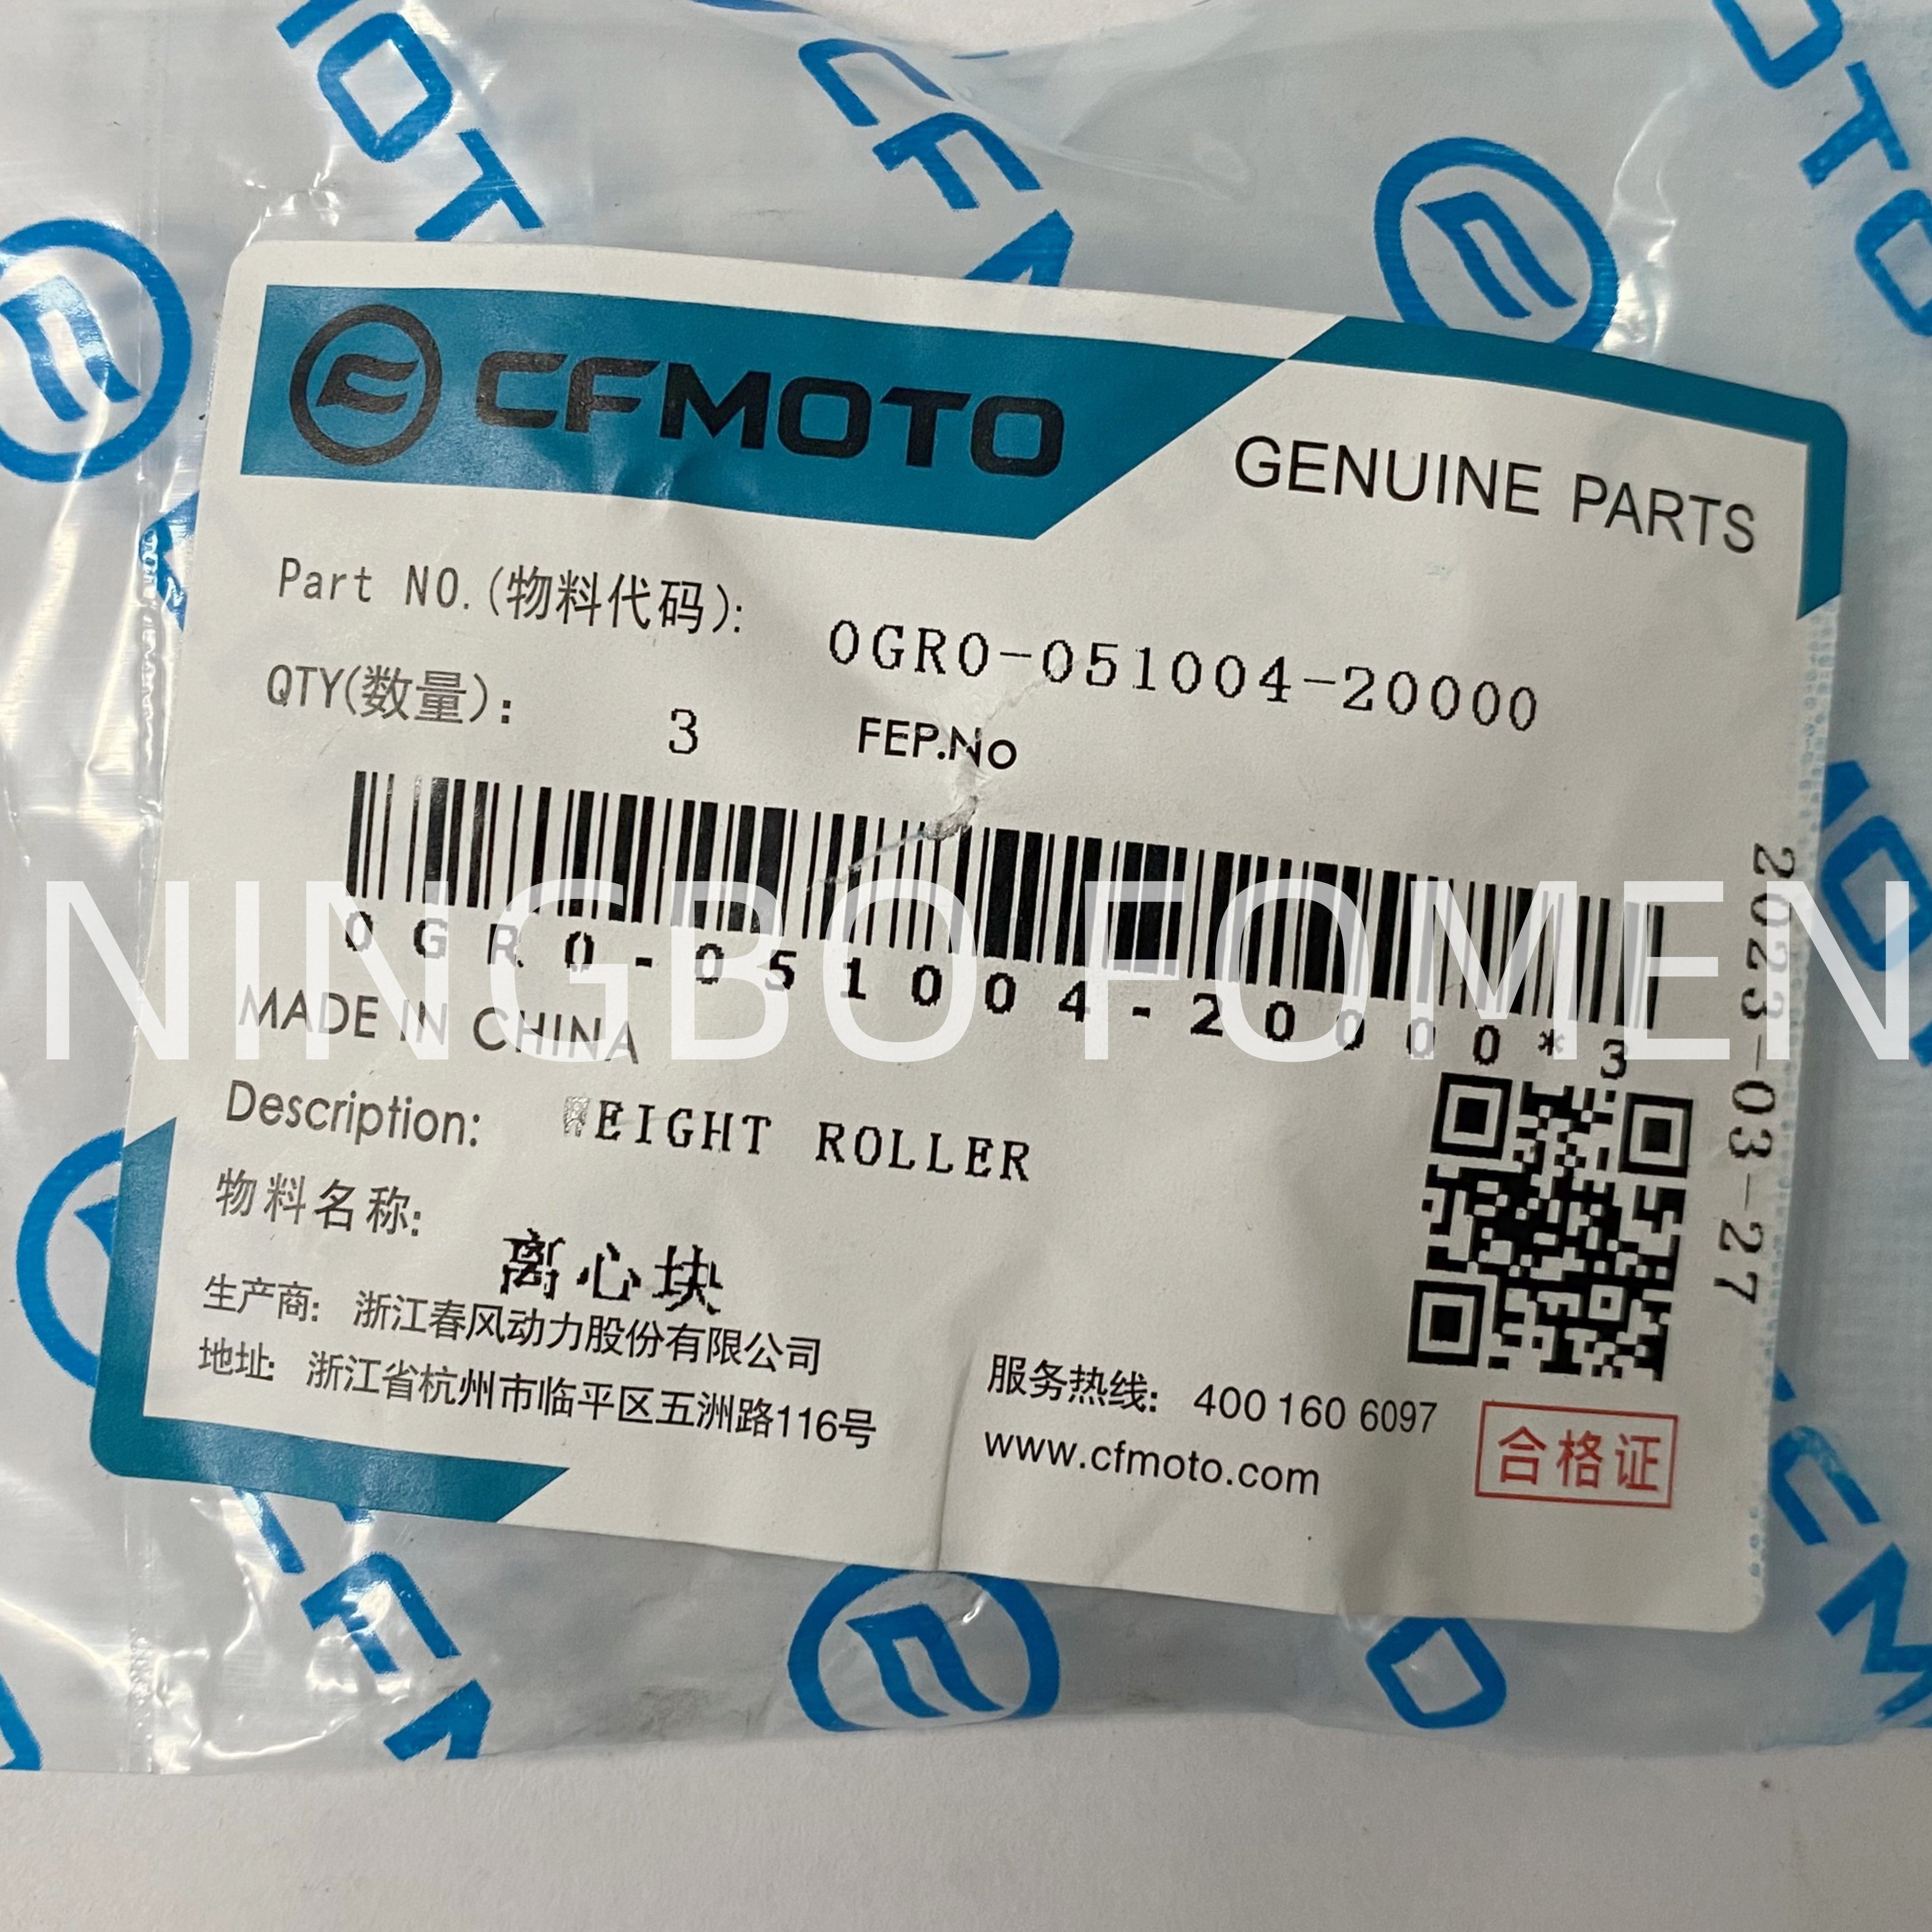 CFMOTO
GENUINE PARTS
Part NO.(物料代码): 0GR0-051004-20000
QTY(数量): 3 FEP.No
0GR0-051004-20000*3
2023-03-27
NINGBO FOMEN
MADE IN CHINA
Description: WEIGHT ROLLER
物料名称: 离心块
生产商: 浙江春风动力股份有限公司
地址: 浙江省杭州市临平区五洲路116号
服务热线: 400 160 6097
www.cfmoto.com
合格证